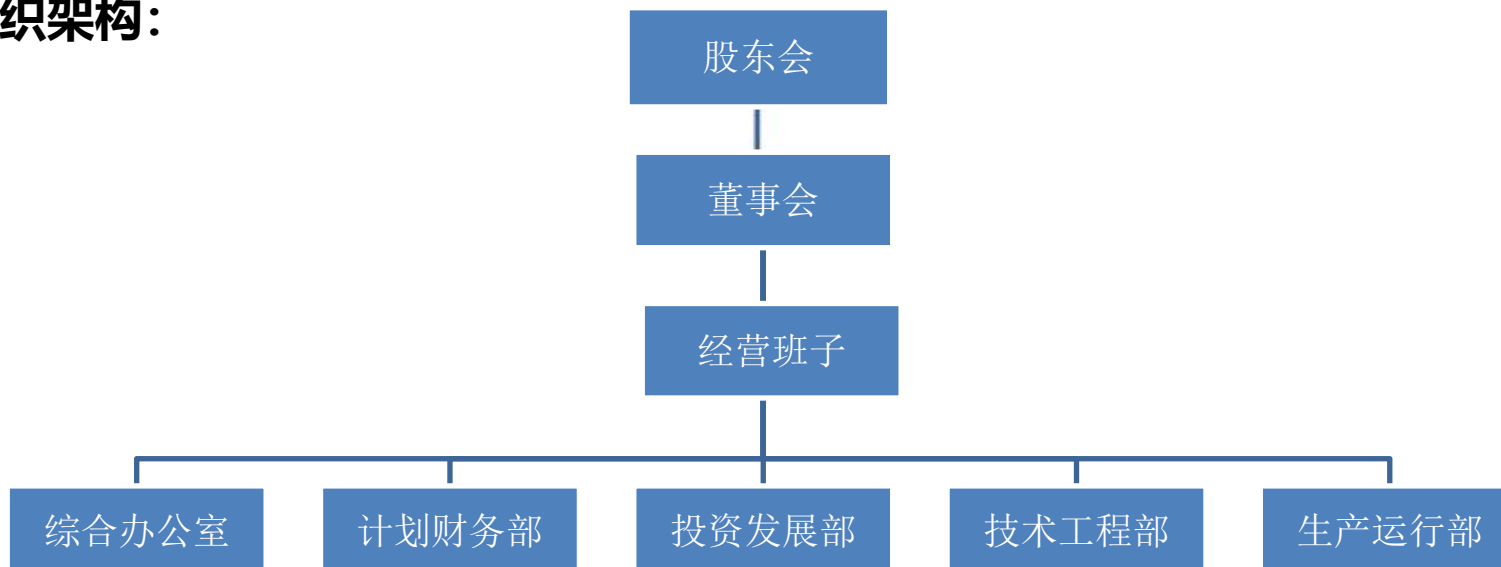 织架构：
股东会
董事会
经营班子
综合办公室
计划财务部
投资发展部
技术工程部
生产运行部